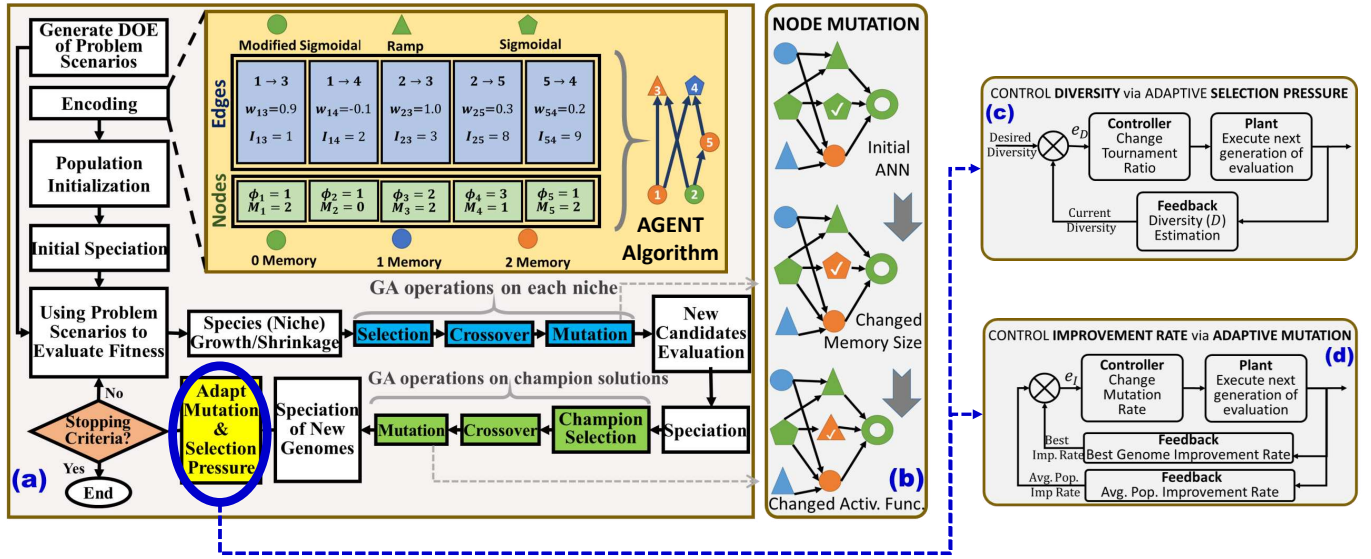 Generate DOE
of Problem
Scenarios
Encoding
Population
Initialization
Initial Speciation
Using Problem
Scenarios to
Evaluate Fitness
No
Stopping
Criteria?
Yes
End
(a)
Modified Sigmoidal
Ramp
Sigmoidal
Edges
1 → 3
w₁₃=0.9
I₁₃ = 1
1 → 4
w₁₄=-0.1
I₁₄ = 2
2 → 3
w₂₃=1.0
I₂₃ = 3
2 → 5
w₂₅=0.3
I₂₅ = 8
5 → 4
w₅₄=0.2
I₅₄ = 9
Nodes
ϕ₁ = 1
M₁ = 2
ϕ₂ = 1
M₂ = 0
ϕ₃ = 2
M₃ = 2
ϕ₄ = 3
M₄ = 1
ϕ₅ = 1
M₅ = 2
0 Memory
1 Memory
2 Memory
3
4
5
1
2
AGENT
Algorithm
GA operations on each niche
Species (Niche)
Growth/Shrinkage
Selection
Crossover
Mutation
New
Candidates
Evaluation
GA operations on champion solutions
Adapt
Mutation
&
Selection
Pressure
Speciation
of New
Genomes
Mutation
Crossover
Champion
Selection
Speciation
NODE MUTATION
Initial
ANN
Changed
Memory Size
(b)
Changed Activ. Func.
CONTROL DIVERSITY via ADAPTIVE SELECTION PRESSURE
(c)
Desired
Diversity
e_D
Controller
Change
Tournament
Ratio
Plant
Execute next
generation of
evaluation
Current
Diversity
Feedback
Diversity (D)
Estimation
CONTROL IMPROVEMENT RATE via ADAPTIVE MUTATION
(d)
e_I
Controller
Change
Mutation
Rate
Plant
Execute next
generation of
evaluation
Best
Imp. Rate
Feedback
Best Genome Improvement Rate
Avg. Pop.
Imp Rate
Feedback
Avg. Pop. Improvement Rate